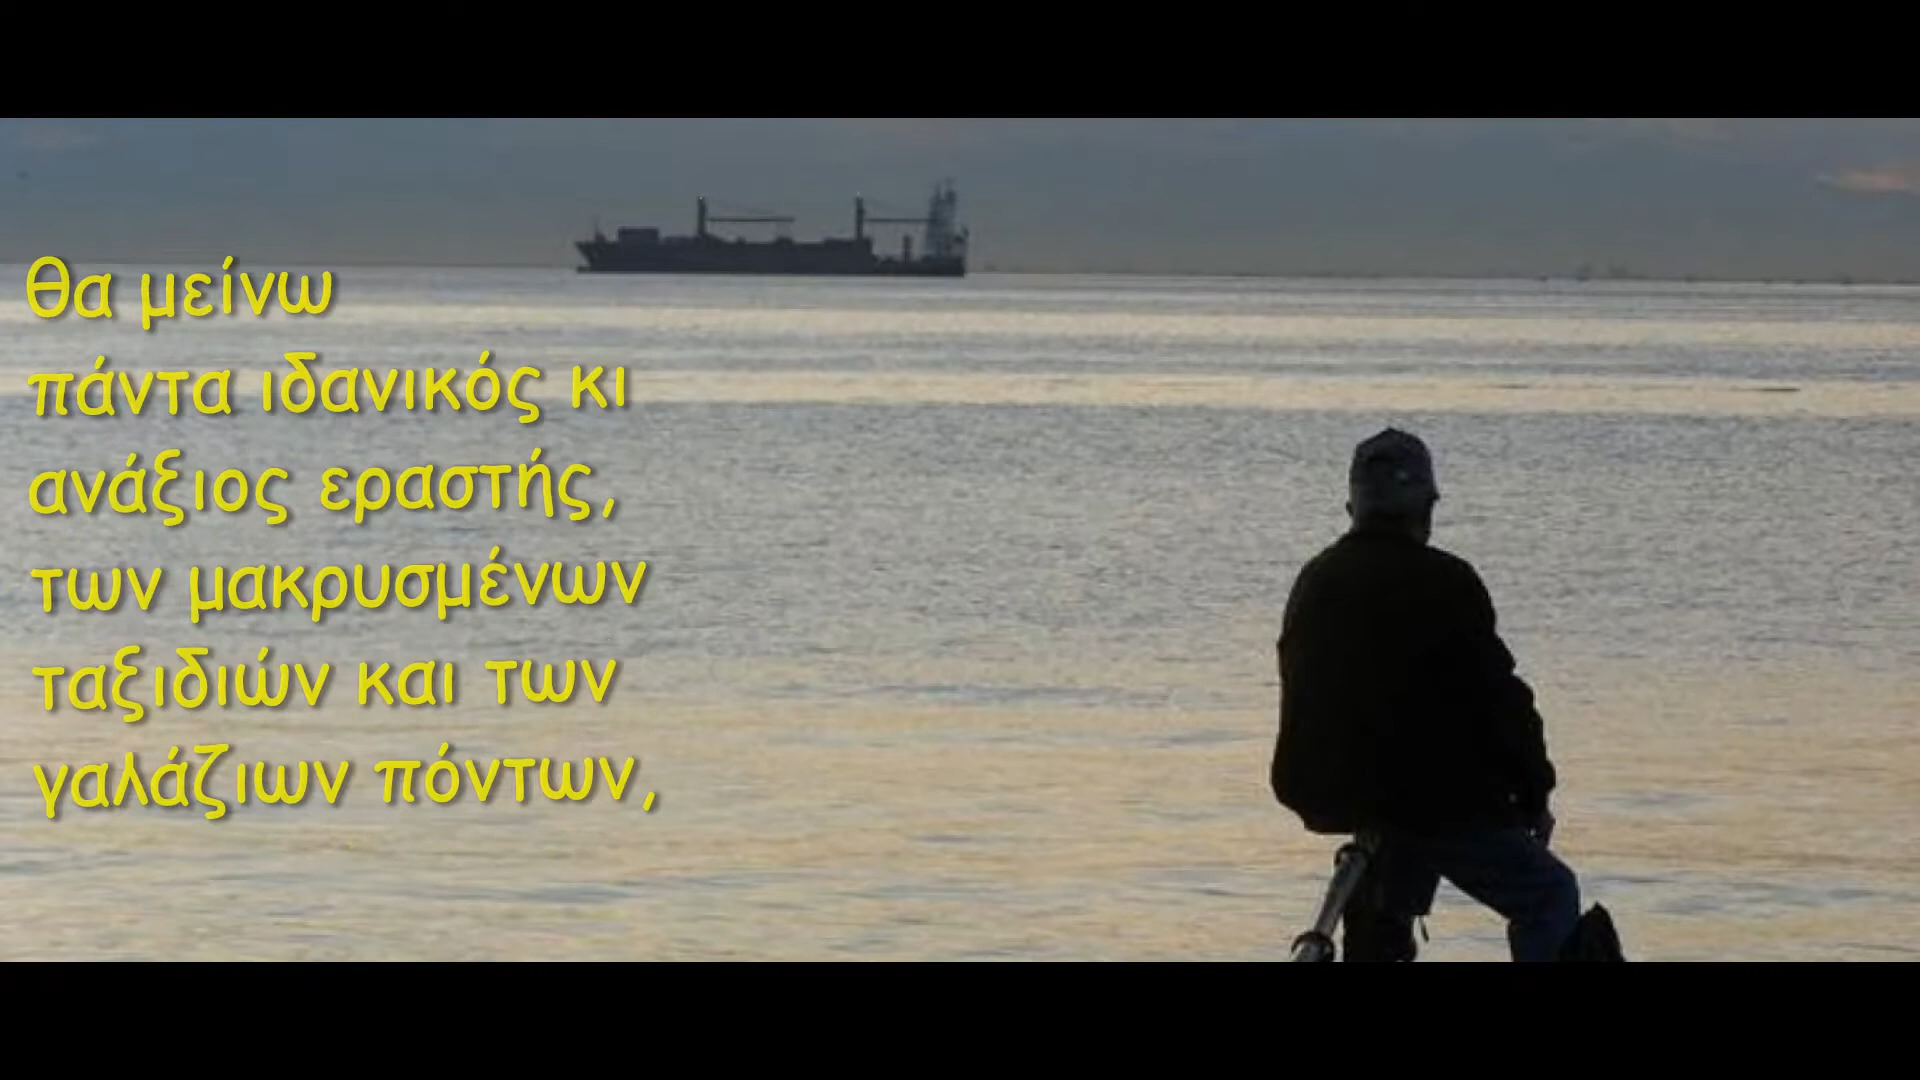 θα μείνω
πάντα ιδανικός κι
ανάξιος εραστής,
των μακρυσμένων
ταξιδιών και των
γαλάζιων πόντων,